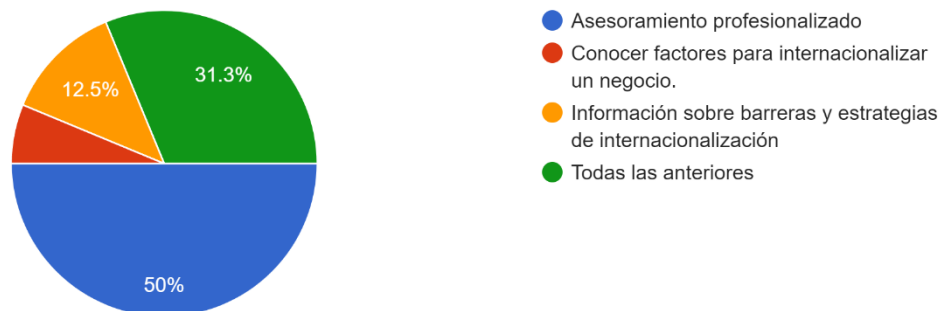 Asesoramiento profesionalizado
Conocer factores para internacionalizar
un negocio.
Información sobre barreras y estrategias
de internacionalización
Todas las anteriores
31.3%
12.5%
50%